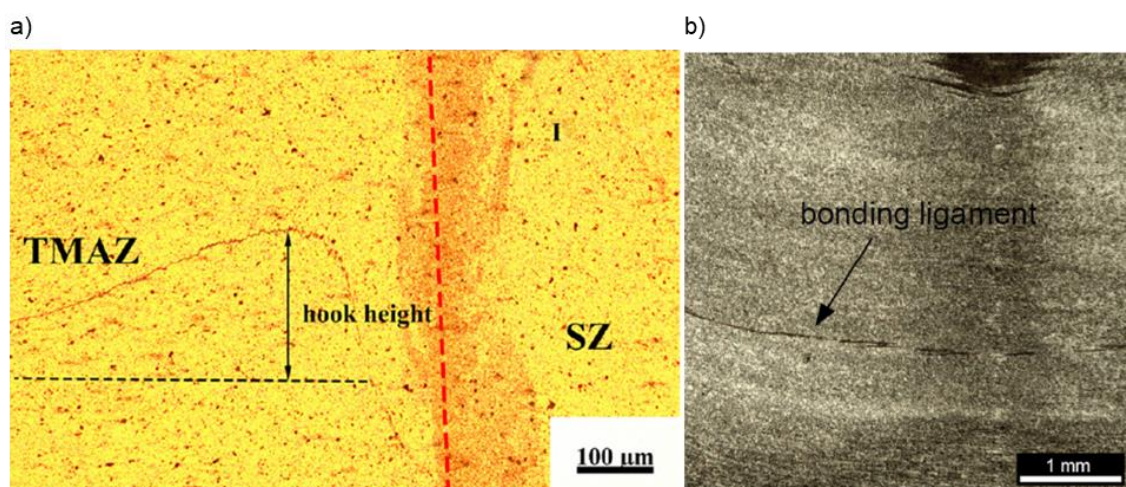 a)
b)
I
TMAZ
hook height
SZ
100 μm
bonding ligament
1 mm